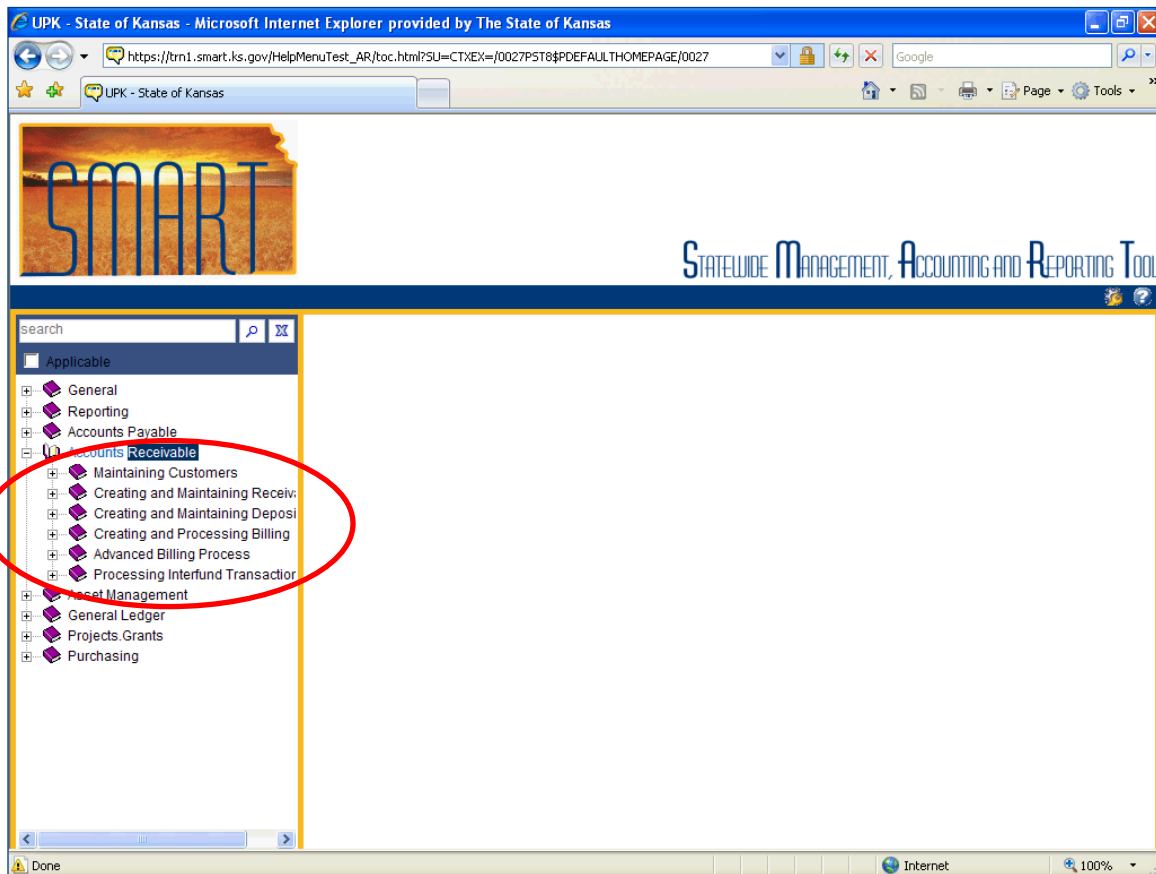 UPK - State of Kansas - Microsoft Internet Explorer provided by The State of Kansas
https://trn1.smart.ks.gov/HelpMenuTest_AR/toc.html?SU=CTXEX=/0027PST8$PDEFAULTHOMEPAGE/0027
Google
UPK - State of Kansas
Page
Tools
SMART
Statewide Management, Accounting and Reporting Tool
search
Applicable
General
Reporting
Accounts Payable
Accounts Receivable
Maintaining Customers
Creating and Maintaining Receiv
Creating and Maintaining Deposi
Creating and Processing Billing
Advanced Billing Process
Processing Interfund Transaction
Asset Management
General Ledger
Projects.Grants
Purchasing
Done
Internet
100%